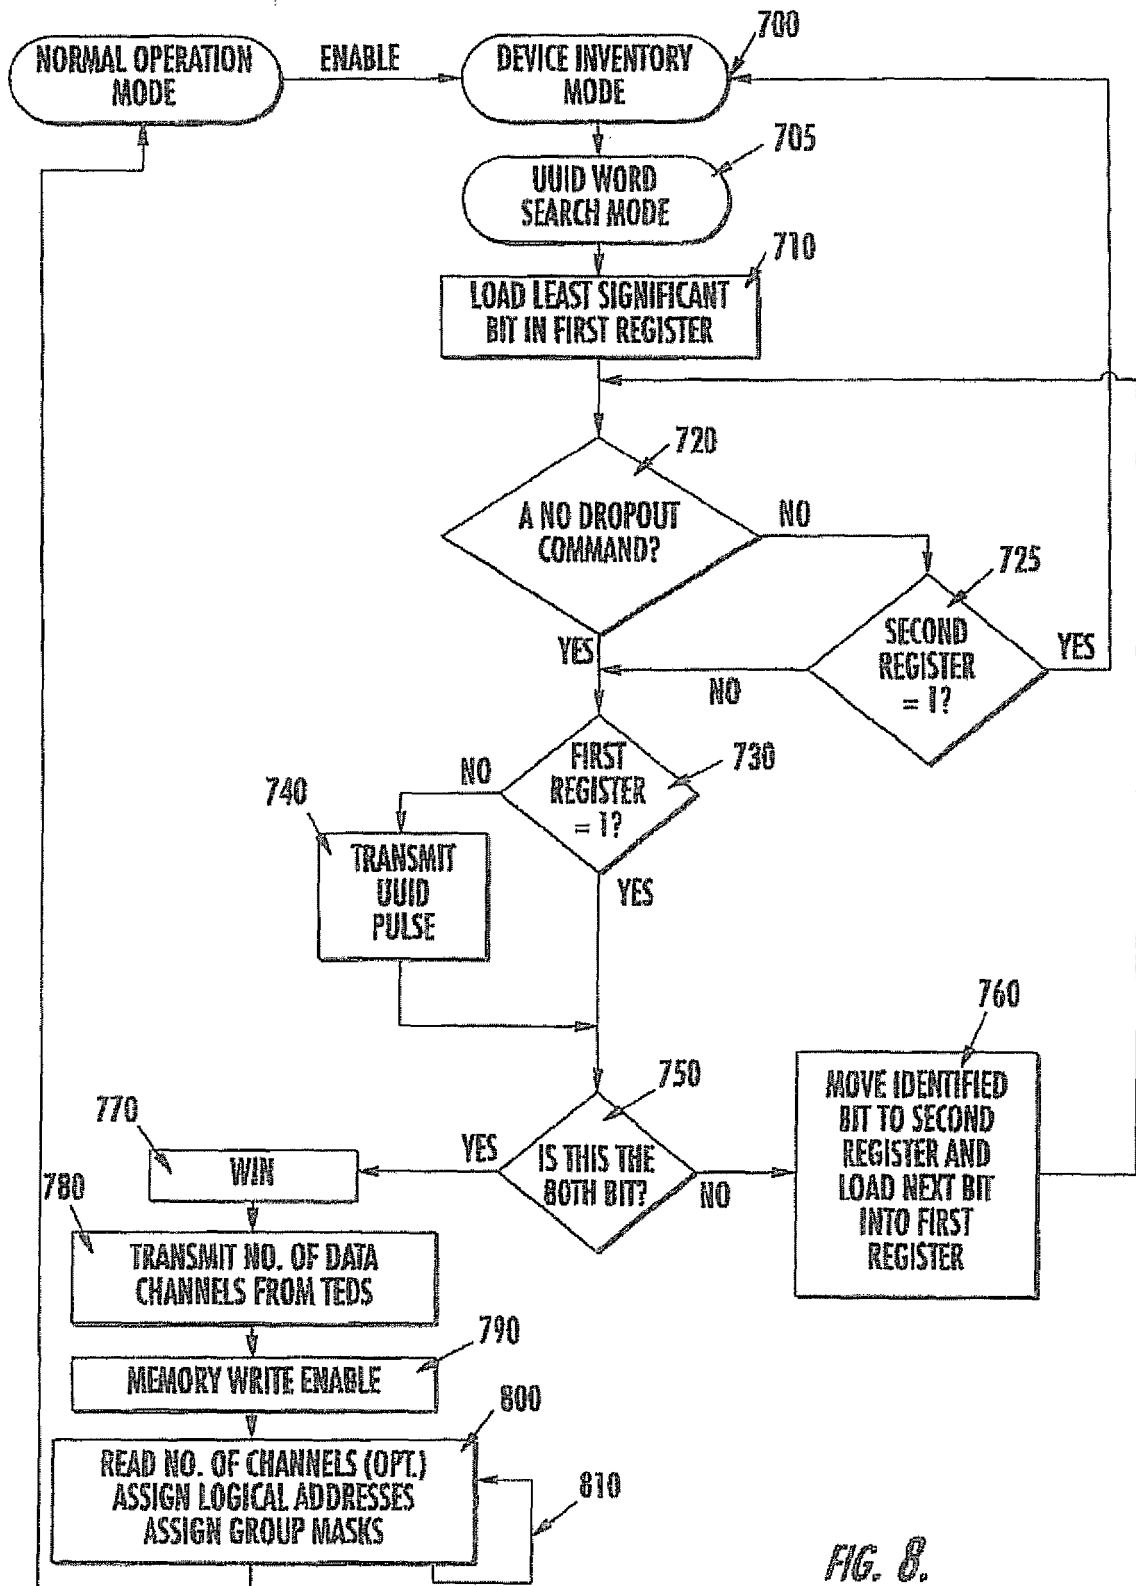 NORMAL OPERATION
MODE
ENABLE
DEVICE INVENTORY
MODE
700
UUID WORD
SEARCH MODE
705
LOAD LEAST SIGNIFICANT
BIT IN FIRST REGISTER
710
720
A NO DROPOUT
COMMAND?
NO
725
SECOND
REGISTER
= 1?
YES
YES
NO
FIRST
REGISTER
= 1?
730
NO
740
TRANSMIT
UUID
PULSE
YES
760
MOVE IDENTIFIED
BIT TO SECOND
REGISTER AND
LOAD NEXT BIT
INTO FIRST
REGISTER
750
IS THIS THE
80TH BIT?
YES
NO
770
WIN
780
TRANSMIT NO. OF DATA
CHANNELS FROM TEDS
790
MEMORY WRITE ENABLE
800
READ NO. OF CHANNELS (OPT.)
ASSIGN LOGICAL ADDRESSES
ASSIGN GROUP MASKS
810
FIG. 8.